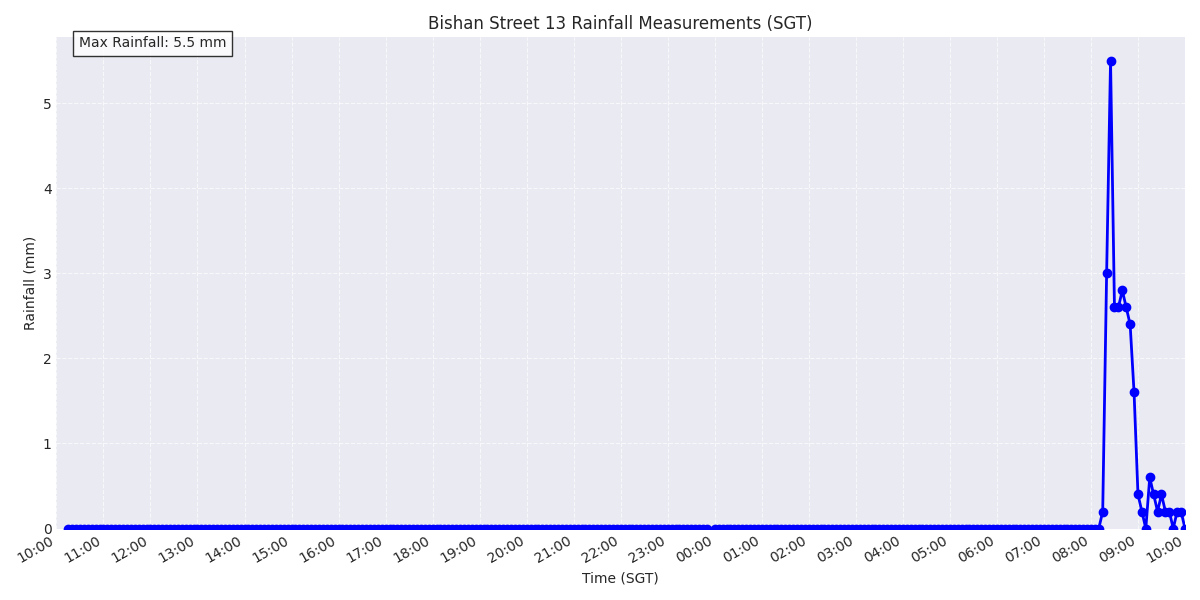 Bishan Street 13 Rainfall Measurements (SGT)
Max Rainfall: 5.5 mm
Rainfall (mm)
5
4
3
2
1
0
10:00 11:00 12:00 13:00 14:00 15:00 16:00 17:00 18:00 19:00 20:00 21:00 22:00 23:00 00:00 01:00 02:00 03:00 04:00 05:00 06:00 07:00 08:00 09:00 10:00
Time (SGT)